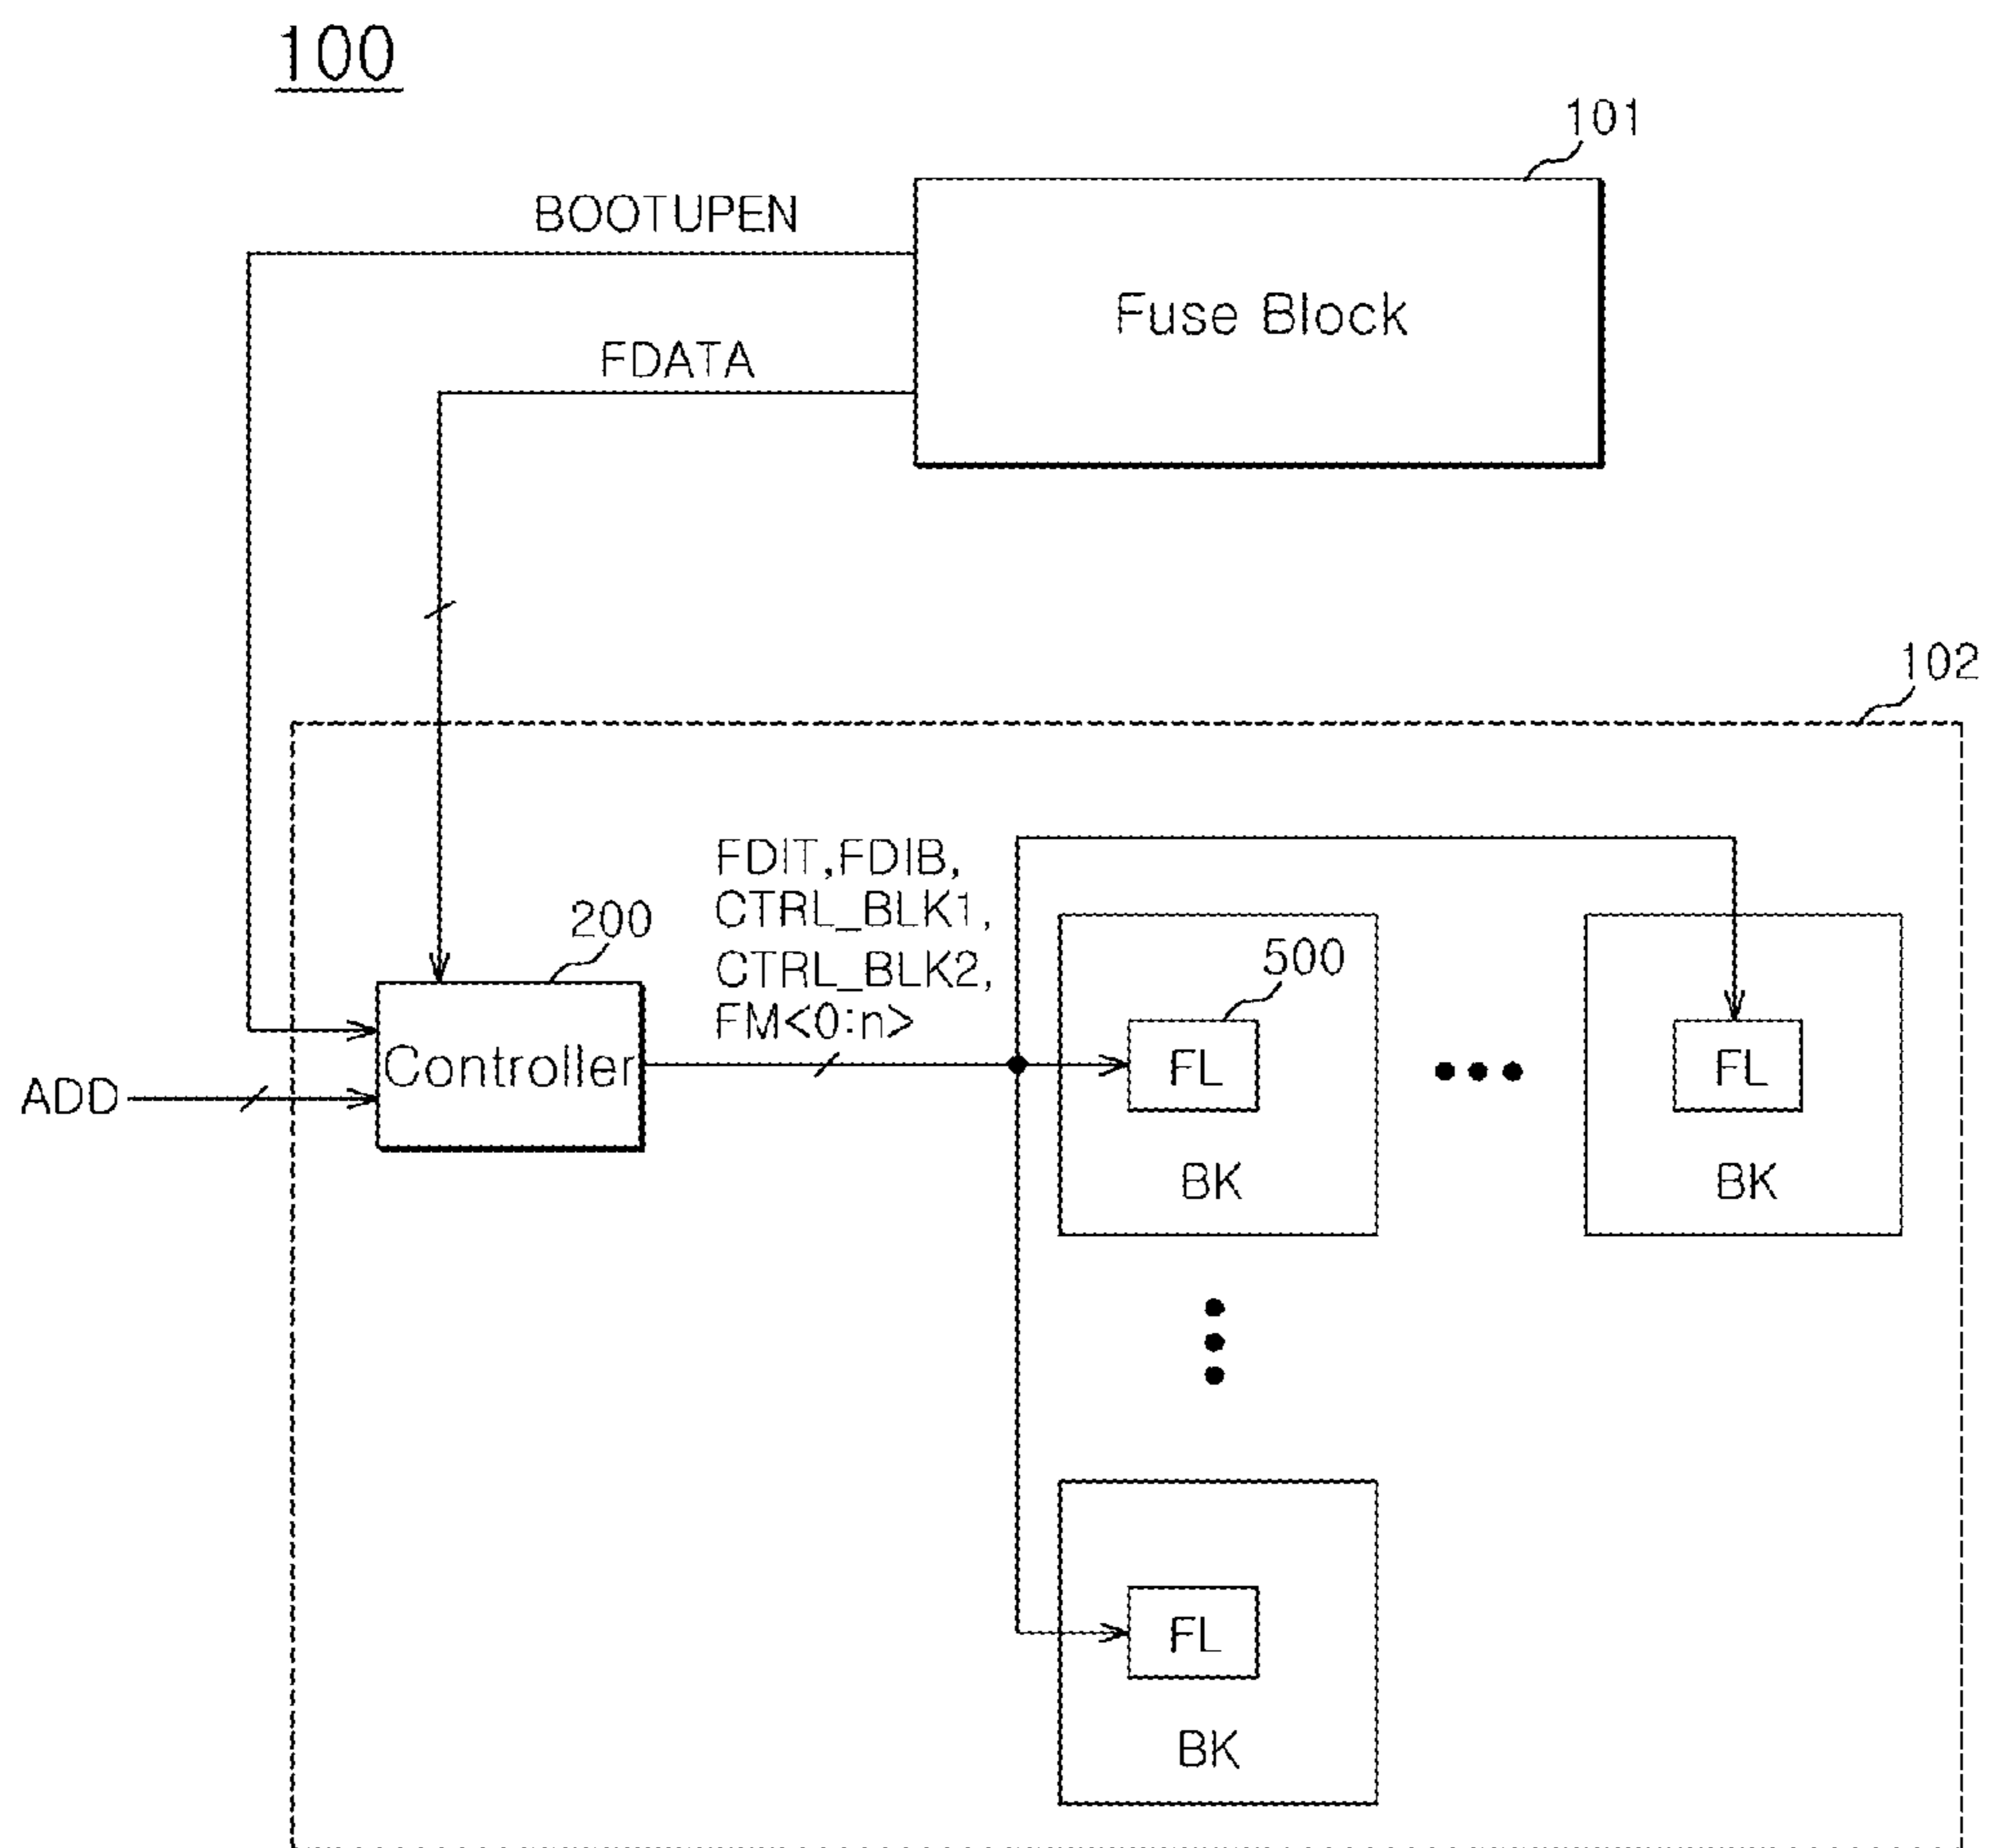 100
101
BOOTUPEN
Fuse Block
FDATA
102
FDIT,FDIB,
CTRL_BLK1,
200
CTRL_BLK2,
500
FM<0:n>
Controller
FL
FL
ADD
BK
BK
FL
BK